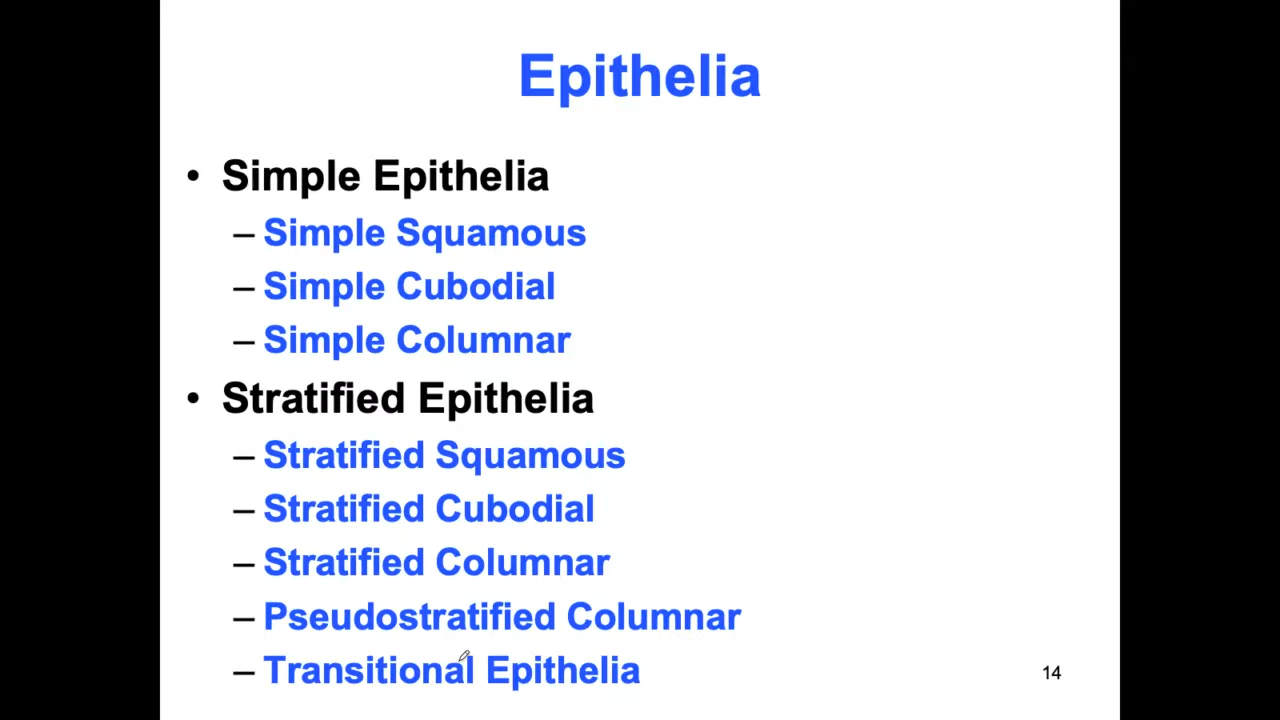 Epithelia
• Simple Epithelia
– Simple Squamous
– Simple Cubodial
– Simple Columnar
• Stratified Epithelia
– Stratified Squamous
– Stratified Cubodial
– Stratified Columnar
– Pseudostratified Columnar
– Transitional Epithelia
14